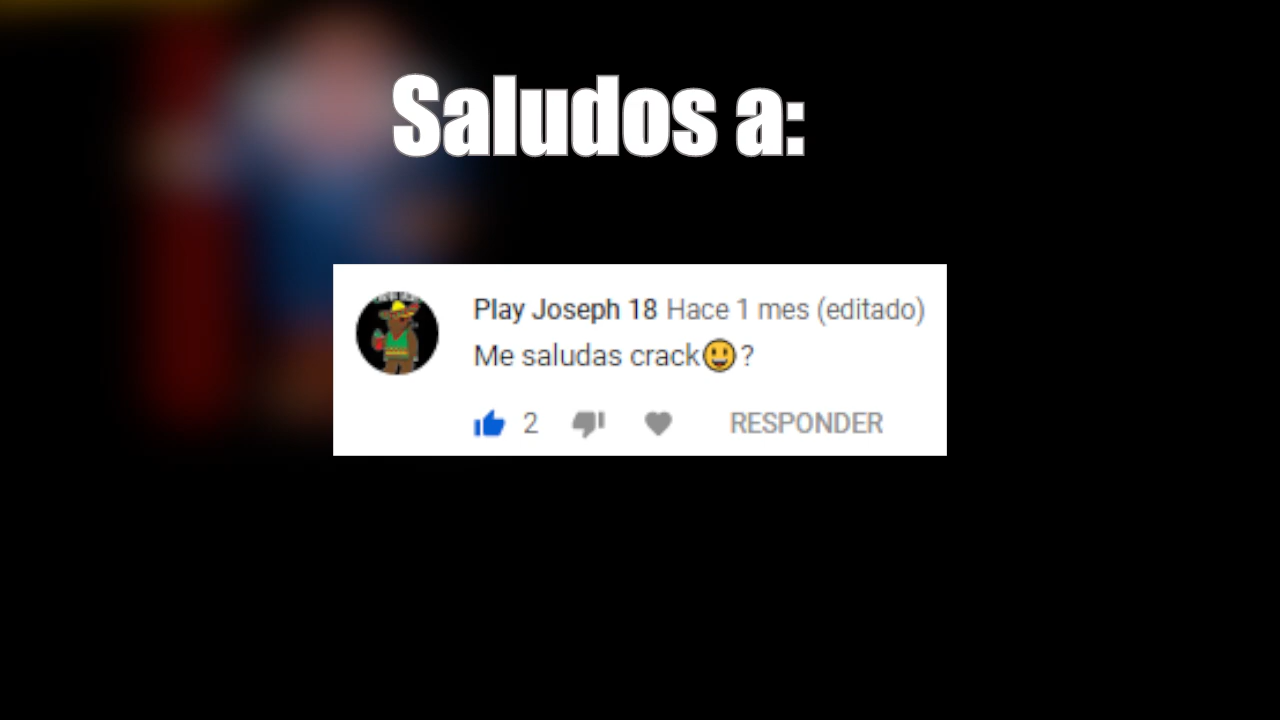 Saludos a:
Play Joseph 18 Hace 1 mes (editado)
Me saludas crack😃?
2 RESPONDER